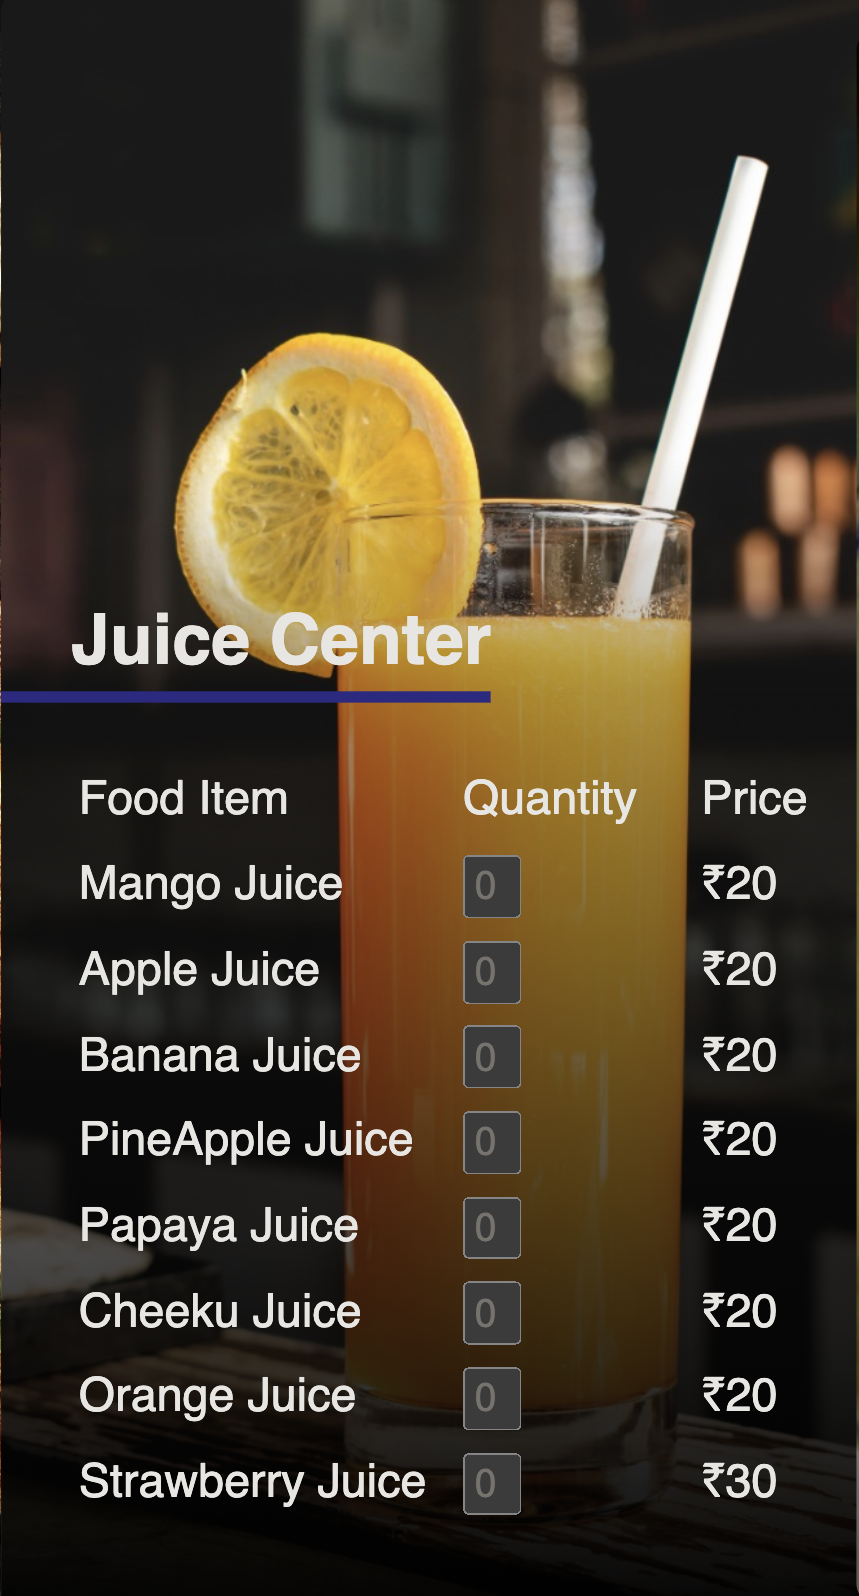 Juice Center
Food Item Quantity Price
Mango Juice 0 ₹20
Apple Juice 0 ₹20
Banana Juice 0 ₹20
PineApple Juice 0 ₹20
Papaya Juice 0 ₹20
Cheeku Juice 0 ₹20
Orange Juice 0 ₹20
Strawberry Juice 0 ₹30